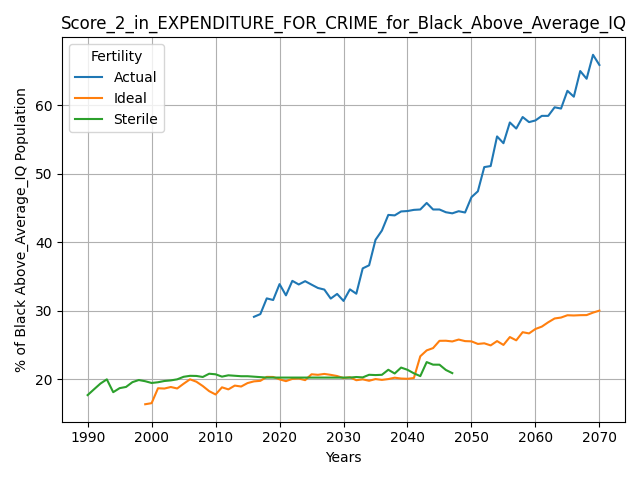 Score_2_in_EXPENDITURE_FOR_CRIME_for_Black_Above_Average_IQ
Fertility
Actual
Ideal
Sterile
% of Black Above_Average_IQ Population
60
50
40
30
20
1990 2000 2010 2020 2030 2040 2050 2060 2070
Years